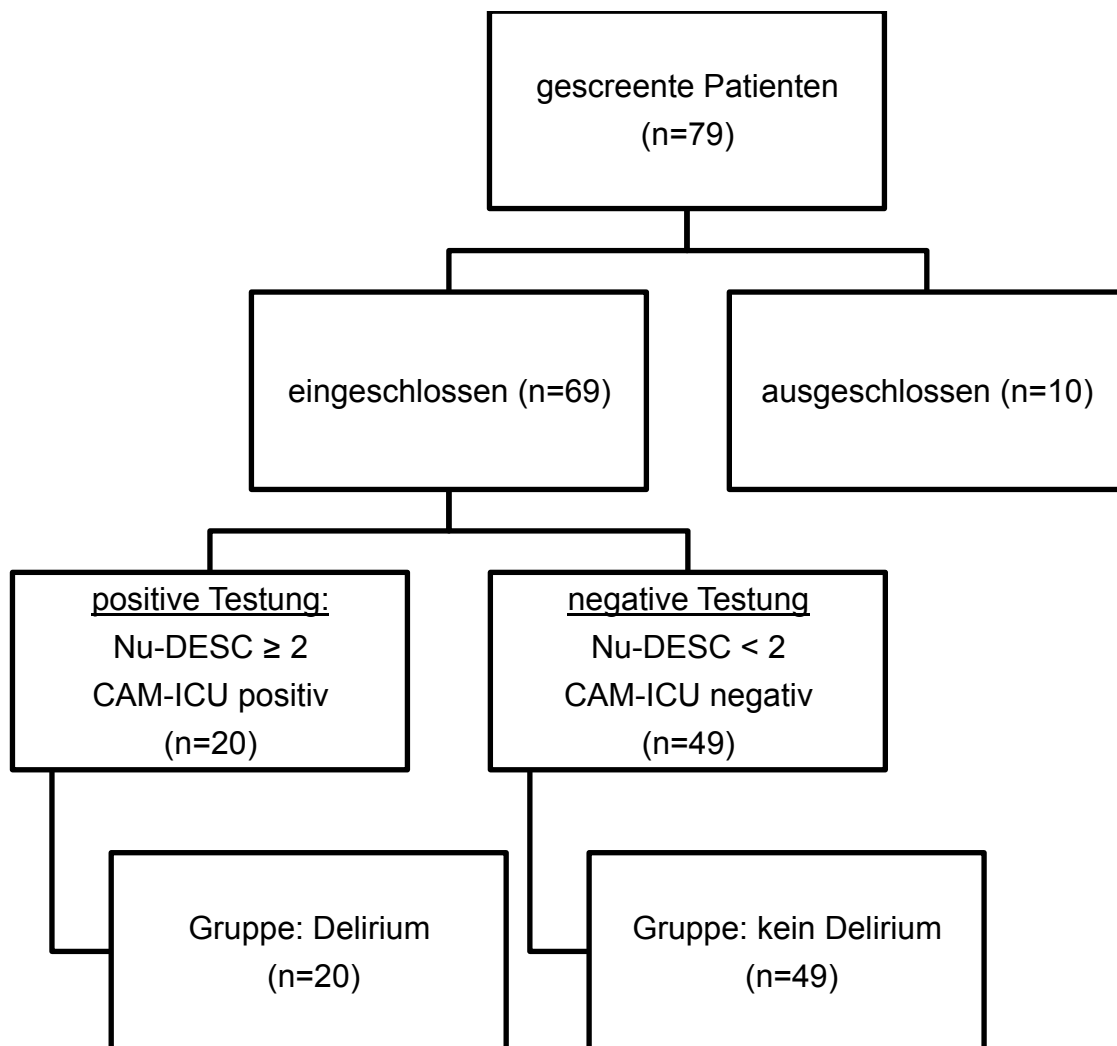 gescreente Patienten
(n=79)
eingeschlossen (n=69)
ausgeschlossen (n=10)
positive Testung:
Nu-DESC ≥ 2
CAM-ICU positiv
(n=20)
negative Testung
Nu-DESC < 2
CAM-ICU negativ
(n=49)
Gruppe: Delirium
(n=20)
Gruppe: kein Delirium
(n=49)